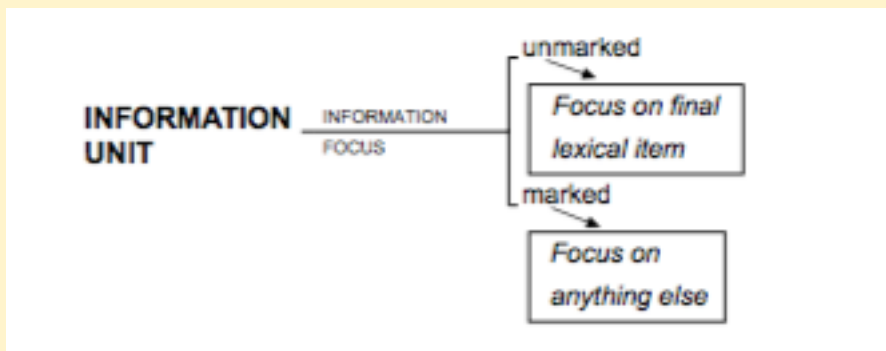 unmarked
Focus on final
lexical item
INFORMATION
UNIT
INFORMATION
FOCUS
marked
Focus on
anything else